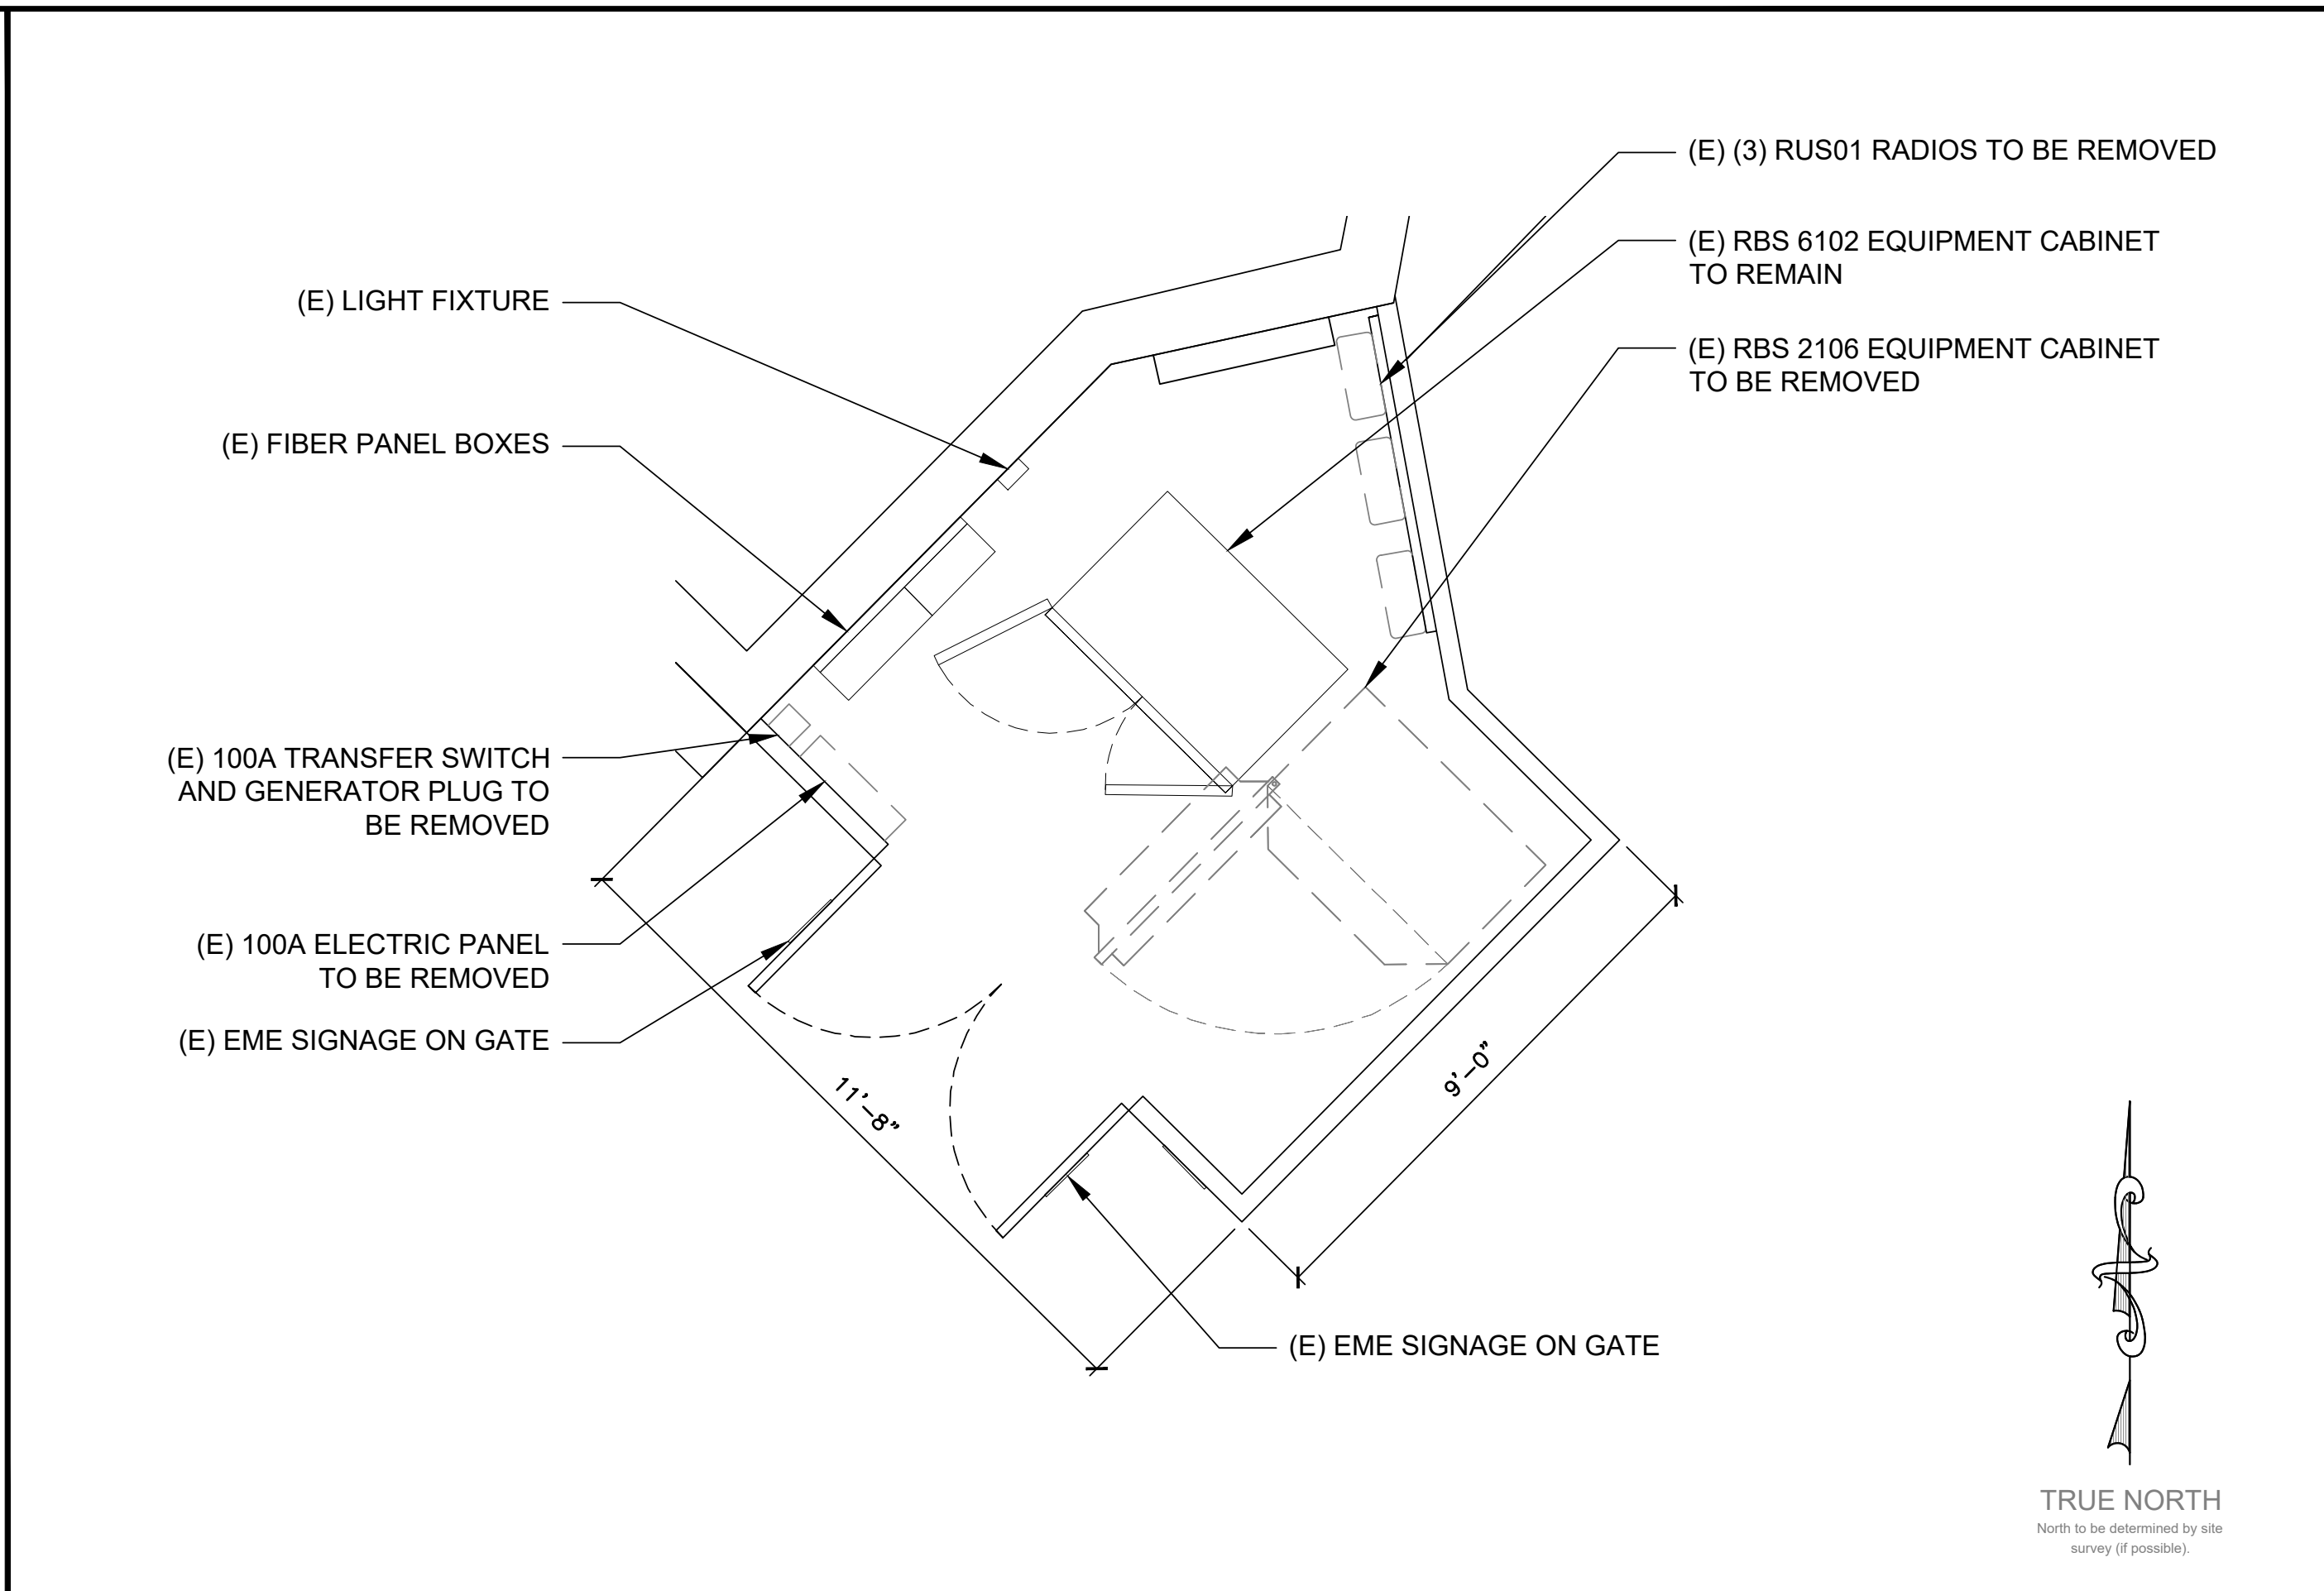 (E) (3) RUS01 RADIOS TO BE REMOVED
(E) RBS 6102 EQUIPMENT CABINET
TO REMAIN
(E) RBS 2106 EQUIPMENT CABINET
TO BE REMOVED
(E) LIGHT FIXTURE
(E) FIBER PANEL BOXES
(E) 100A TRANSFER SWITCH
AND GENERATOR PLUG TO
BE REMOVED
(E) 100A ELECTRIC PANEL
TO BE REMOVED
(E) EME SIGNAGE ON GATE
11'–8"
9'–0"
(E) EME SIGNAGE ON GATE
TRUE NORTH
North to be determined by site
survey (if possible).